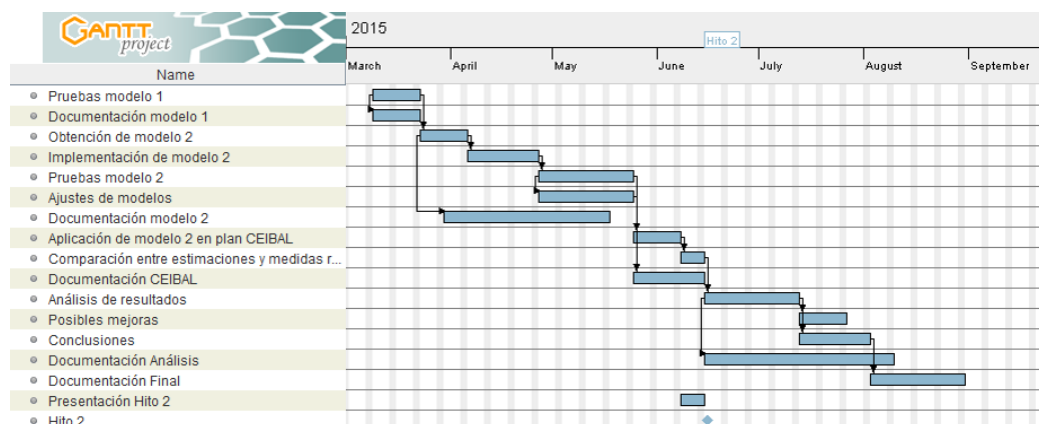 GANTT
project
2015
Hito 2
March April May June July August September
Name
Pruebas modelo 1
Documentación modelo 1
Obtención de modelo 2
Implementación de modelo 2
Pruebas modelo 2
Ajustes de modelos
Documentación modelo 2
Aplicación de modelo 2 en plan CEIBAL
Comparación entre estimaciones y medidas r...
Documentación CEIBAL
Análisis de resultados
Posibles mejoras
Conclusiones
Documentación Análisis
Documentación Final
Presentación Hito 2
Hito 2